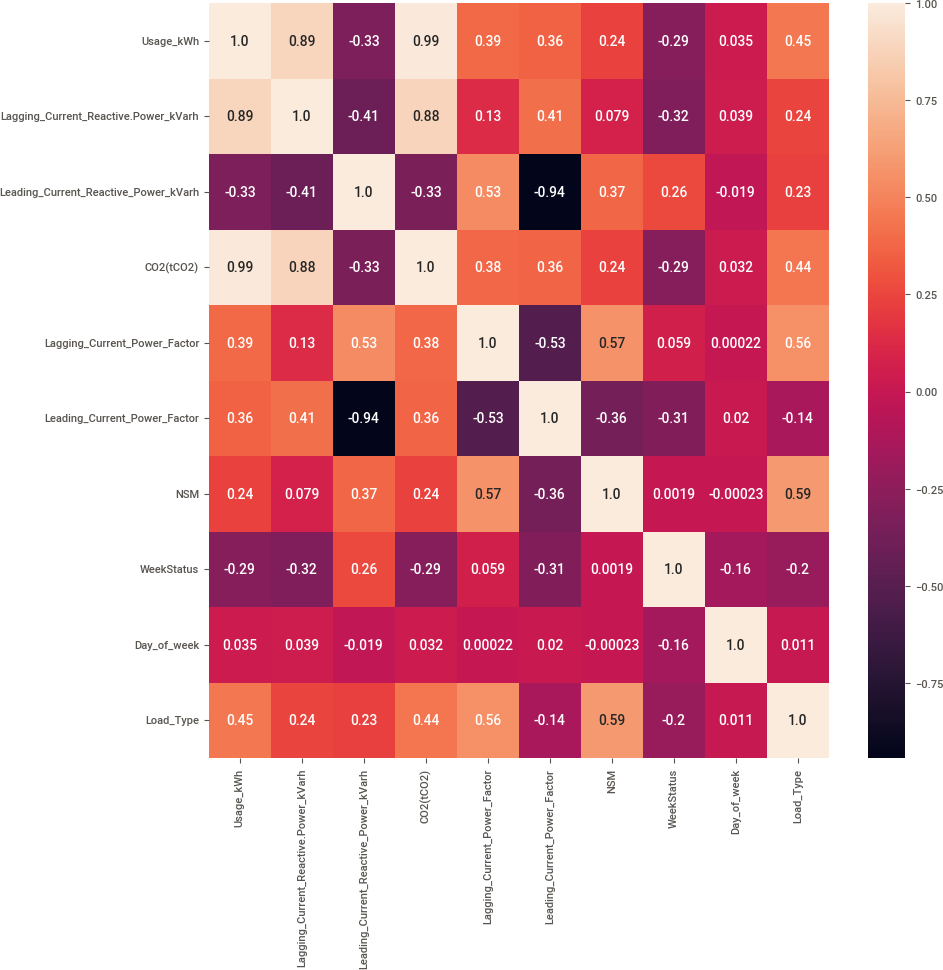 Usage_kWh 1.0 0.89 -0.33 0.99 0.39 0.36 0.24 -0.29 0.035 0.45
Lagging_Current_Reactive.Power_kVarh 0.89 1.0 -0.41 0.88 0.13 0.41 0.079 -0.32 0.039 0.24
Leading_Current_Reactive_Power_kVarh -0.33 -0.41 1.0 -0.33 0.53 -0.94 0.37 0.26 -0.019 0.23
CO2(tCO2) 0.99 0.88 -0.33 1.0 0.38 0.36 0.24 -0.29 0.032 0.44
Lagging_Current_Power_Factor 0.39 0.13 0.53 0.38 1.0 -0.53 0.57 0.059 0.00022 0.56
Leading_Current_Power_Factor 0.36 0.41 -0.94 0.36 -0.53 1.0 -0.36 -0.31 0.02 -0.14
NSM 0.24 0.079 0.37 0.24 0.57 -0.36 1.0 0.0019 -0.00023 0.59
WeekStatus -0.29 -0.32 0.26 -0.29 0.059 -0.31 0.0019 1.0 -0.16 -0.2
Day_of_week 0.035 0.039 -0.019 0.032 0.00022 0.02 -0.00023 -0.16 1.0 0.011
Load_Type 0.45 0.24 0.23 0.44 0.56 -0.14 0.59 -0.2 0.011 1.0
Usage_kWh
Lagging_Current_Reactive.Power_kVarh
Leading_Current_Reactive_Power_kVarh
CO2(tCO2)
Lagging_Current_Power_Factor
Leading_Current_Power_Factor
NSM
WeekStatus
Day_of_week
Load_Type
1.00
0.75
0.50
0.25
0.00
-0.25
-0.50
-0.75